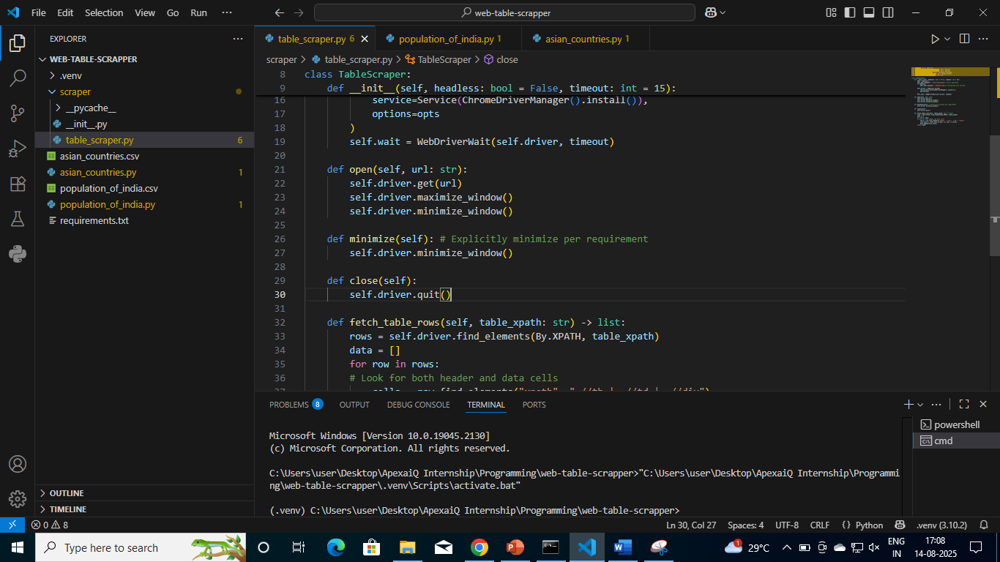 File Edit Selection View Go Run ···
web-table-scrapper
EXPLORER
WEB-TABLE-SCRAPPER
.venv
scraper
__pycache__
__init__.py
table_scraper.py 6
asian_countries.csv
asian_countries.py 1
population_of_india.csv
population_of_india.py 1
requirements.txt
OUTLINE
TIMELINE
table_scraper.py 6
population_of_india.py 1
asian_countries.py 1
scraper > table_scraper.py > TableScraper > close
8 class TableScraper:
9 def __init__(self, headless: bool = False, timeout: int = 15):
16 service=Service(ChromeDriverManager().install()),
17 options=opts
18 )
19 self.wait = WebDriverWait(self.driver, timeout)
20
21 def open(self, url: str):
22 self.driver.get(url)
23 self.driver.maximize_window()
24 self.driver.minimize_window()
25
26 def minimize(self): # Explicitly minimize per requirement
27 self.driver.minimize_window()
28
29 def close(self):
30 self.driver.quit()
31
32 def fetch_table_rows(self, table_xpath: str) -> list:
33 rows = self.driver.find_elements(By.XPATH, table_xpath)
34 data = []
35 for row in rows:
36 # Look for both header and data cells
PROBLEMS 8 OUTPUT DEBUG CONSOLE TERMINAL PORTS
Microsoft Windows [Version 10.0.19045.2130]
(c) Microsoft Corporation. All rights reserved.
C:\Users\user\Desktop\ApexaiQ Internship\Programming\web-table-scrapper>"C:\Users\user\Desktop\ApexaiQ Internship\Programmi
ng\web-table-scrapper\.venv\Scripts\activate.bat"
(.venv) C:\Users\user\Desktop\ApexaiQ Internship\Programming\web-table-scrapper>
powershell
cmd
0 8
Ln 30, Col 27 Spaces: 4 UTF-8 CRLF {} Python .venv (3.10.2)
Type here to search
1 29°C
ENG
IN
17:08
14-08-2025